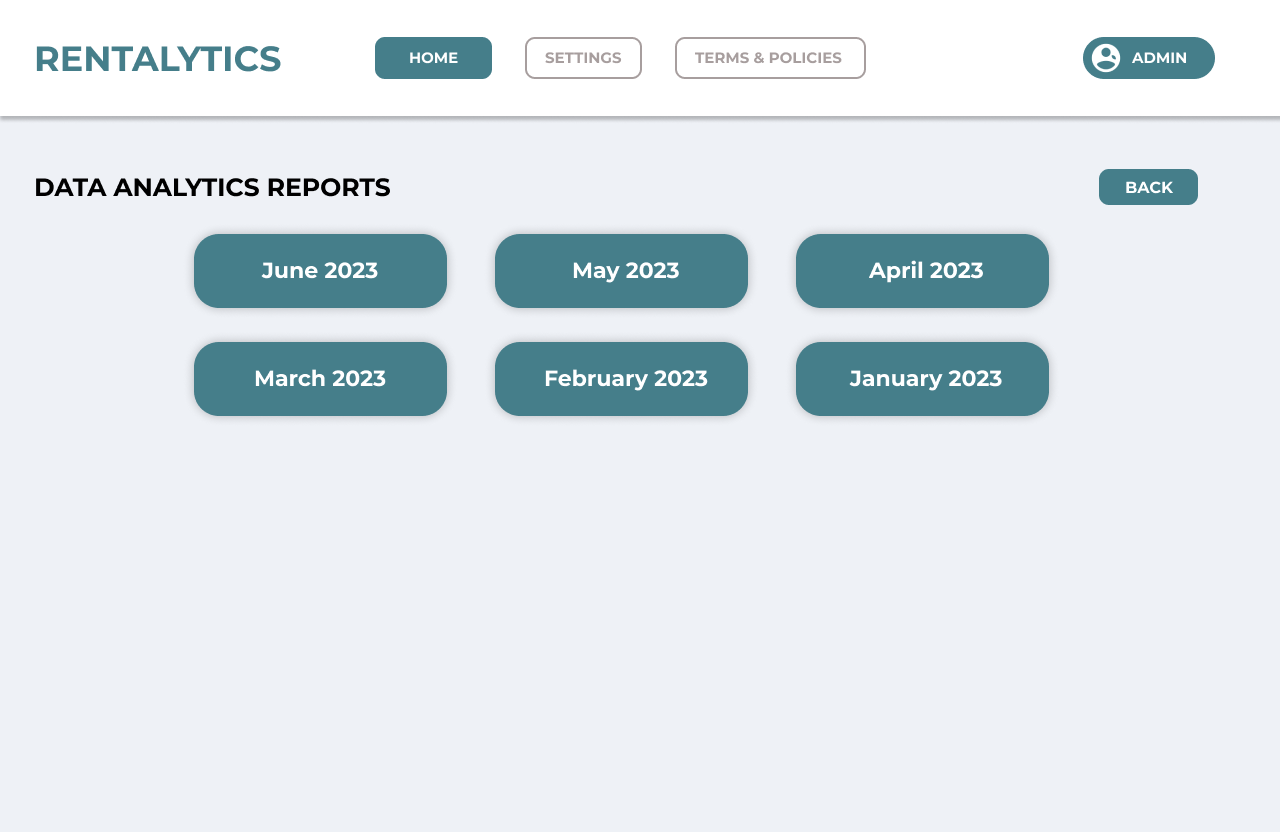 RENTALYTICS
HOME
SETTINGS
TERMS & POLICIES
ADMIN
DATA ANALYTICS REPORTS
BACK
June 2023
May 2023
April 2023
March 2023
February 2023
January 2023